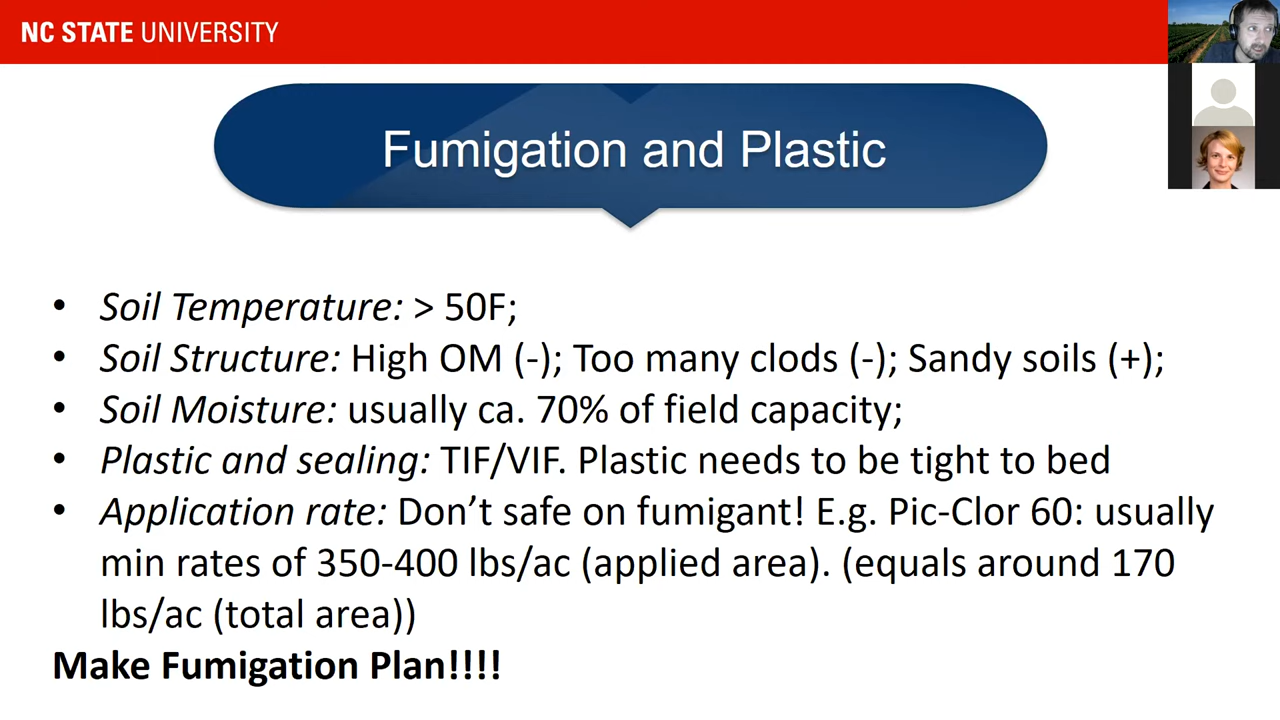 NC STATE UNIVERSITY
Fumigation and Plastic
• Soil Temperature: > 50F;
• Soil Structure: High OM (-); Too many clods (-); Sandy soils (+);
• Soil Moisture: usually ca. 70% of field capacity;
• Plastic and sealing: TIF/VIF. Plastic needs to be tight to bed
• Application rate: Don’t safe on fumigant! E.g. Pic-Clor 60: usually
min rates of 350-400 lbs/ac (applied area). (equals around 170
lbs/ac (total area))
Make Fumigation Plan!!!!